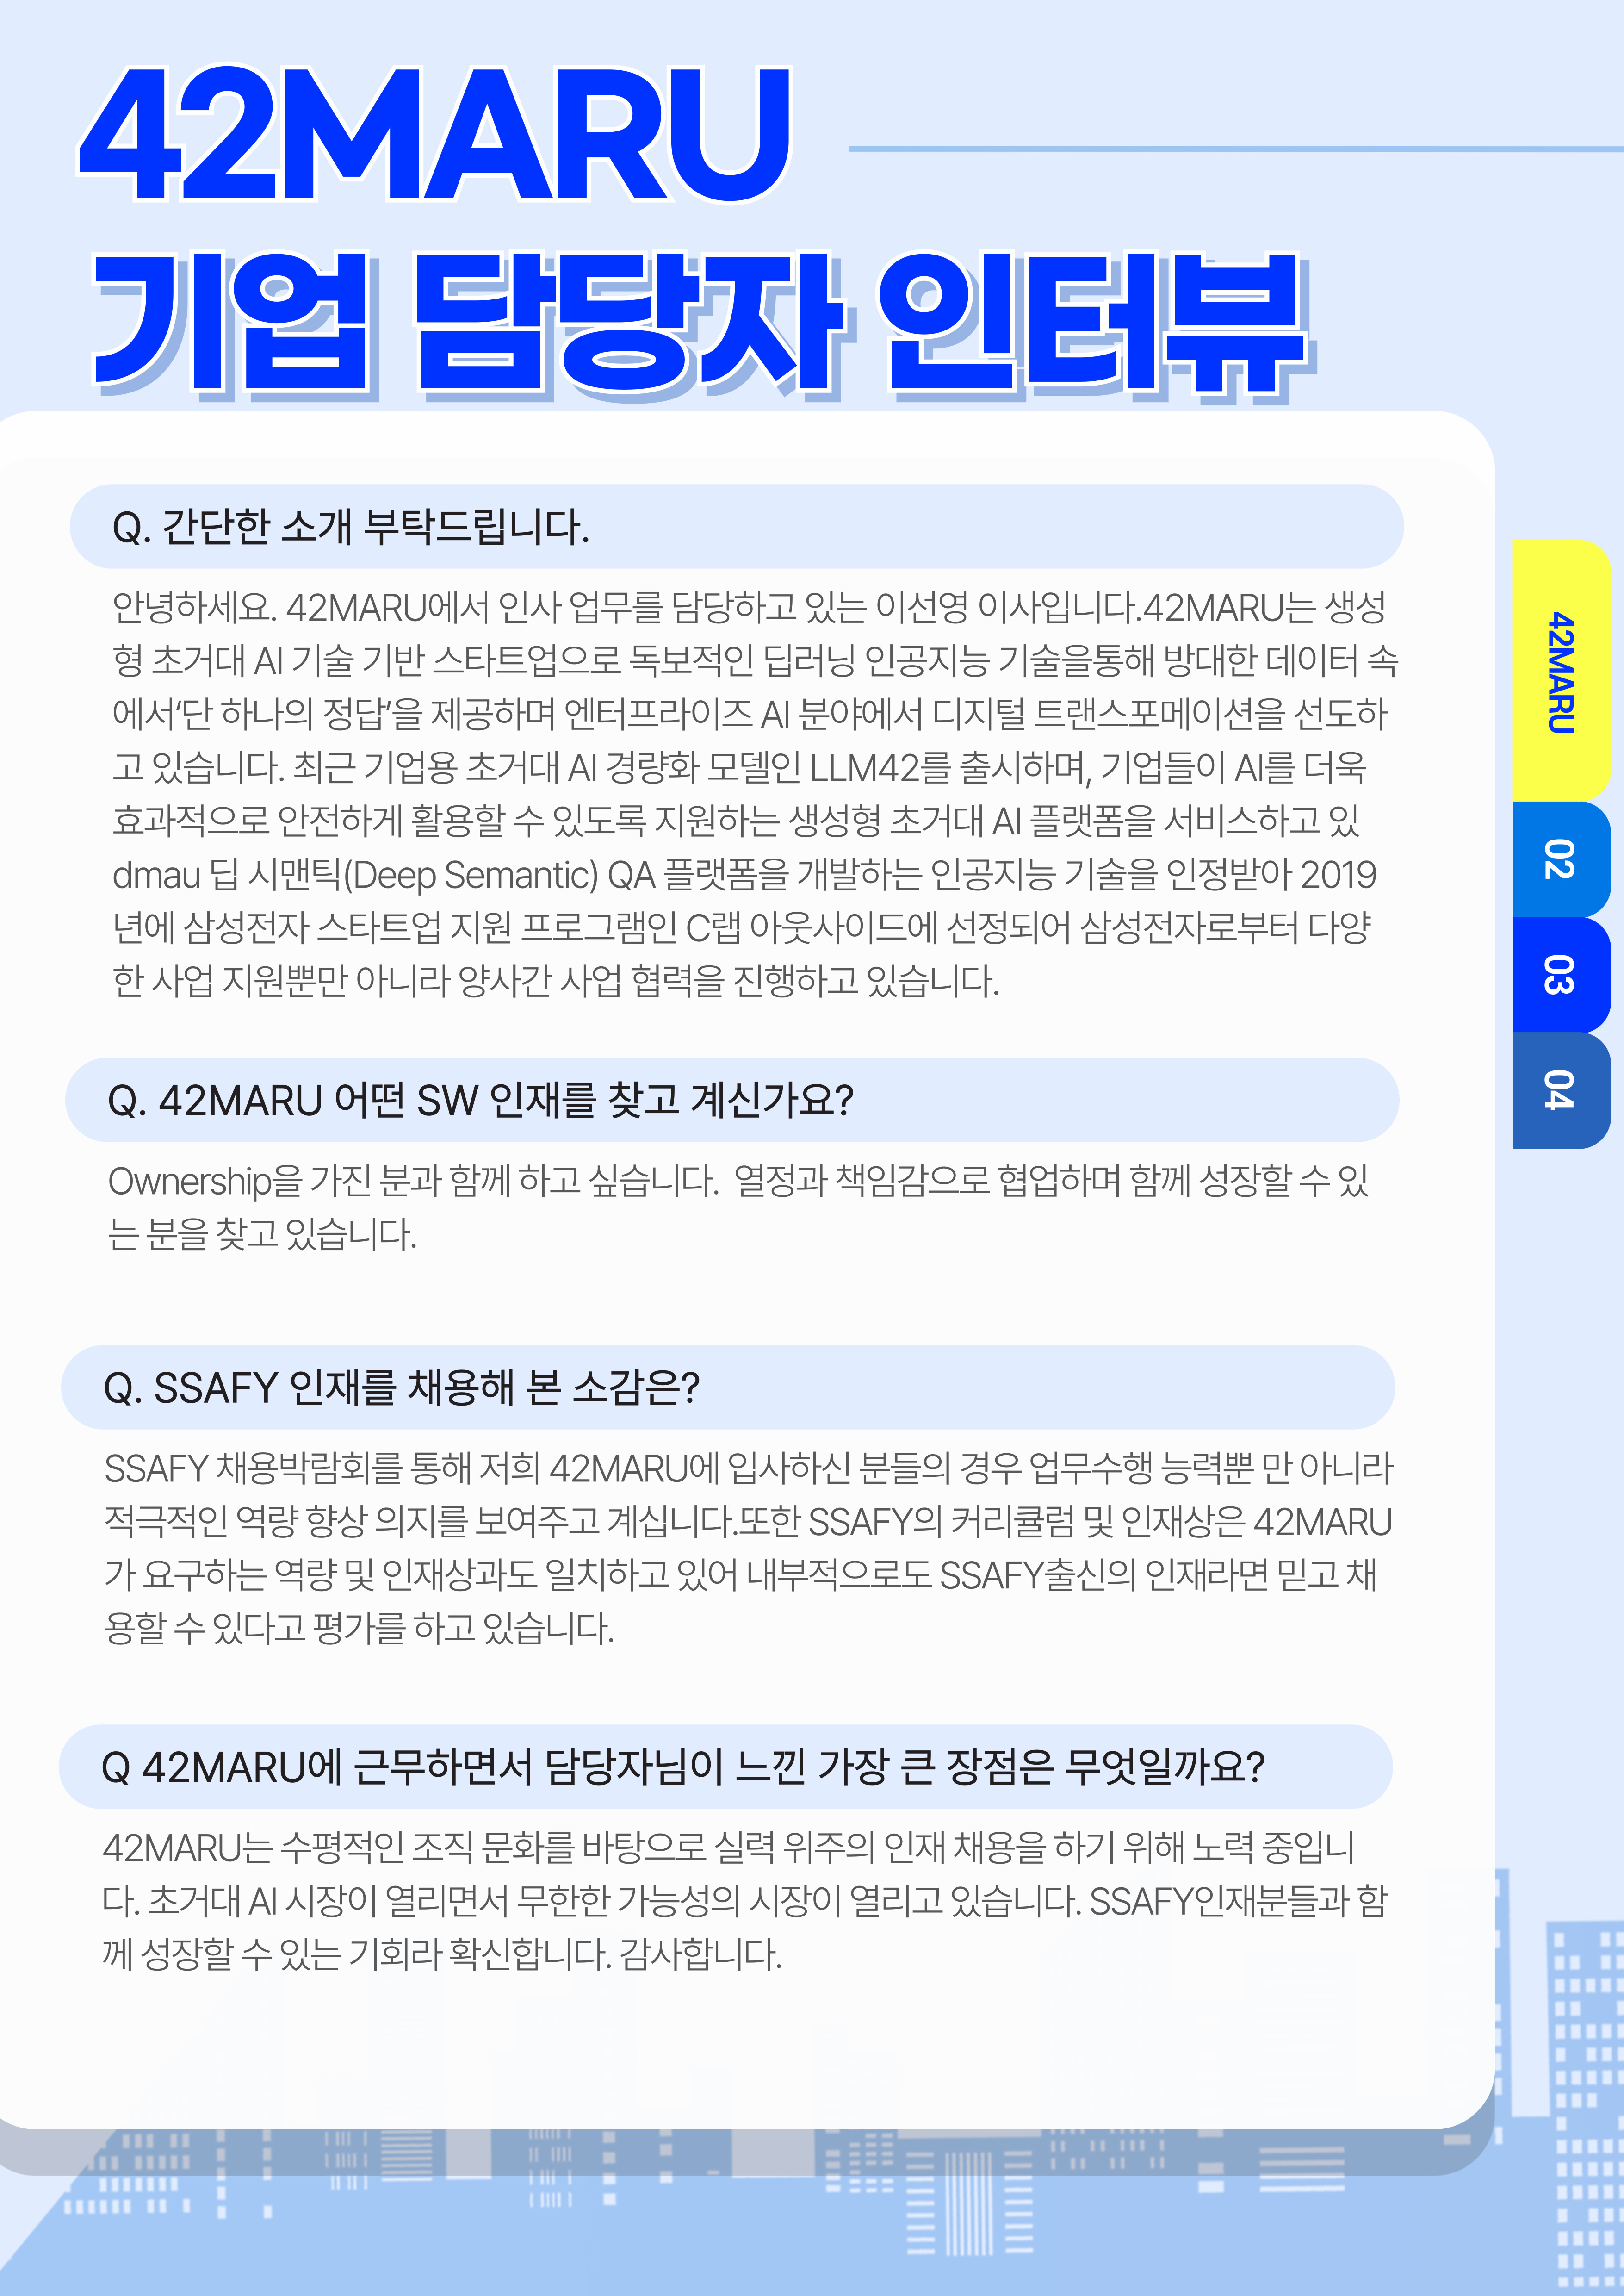 42MARU
기업 담당자 인터뷰
Q. 간단한 소개 부탁드립니다.
안녕하세요. 42MARU에서 인사 업무를 담당하고 있는 이선영 이사입니다.42MARU는 생성
형 초거대 AI 기술 기반 스타트업으로 독보적인 딥러닝 인공지능 기술을통해 방대한 데이터 속
에서‘단 하나의 정답’을 제공하며 엔터프라이즈 AI 분야에서 디지털 트랜스포메이션을 선도하
고 있습니다. 최근 기업용 초거대 AI 경량화 모델인 LLM42를 출시하며, 기업들이 AI를 더욱
효과적으로 안전하게 활용할 수 있도록 지원하는 생성형 초거대 AI 플랫폼을 서비스하고 있
dmau 딥 시맨틱(Deep Semantic) QA 플랫폼을 개발하는 인공지능 기술을 인정받아 2019
년에 삼성전자 스타트업 지원 프로그램인 C랩 아웃사이드에 선정되어 삼성전자로부터 다양
한 사업 지원뿐만 아니라 양사간 사업 협력을 진행하고 있습니다.
Q. 42MARU 어떤 SW 인재를 찾고 계신가요?
Ownership을 가진 분과 함께 하고 싶습니다.  열정과 책임감으로 협업하며 함께 성장할 수 있
는 분을 찾고 있습니다.
Q. SSAFY 인재를 채용해 본 소감은?
SSAFY 채용박람회를 통해 저희 42MARU에 입사하신 분들의 경우 업무수행 능력뿐 만 아니라
적극적인 역량 향상 의지를 보여주고 계십니다.또한 SSAFY의 커리큘럼 및 인재상은 42MARU
가 요구하는 역량 및 인재상과도 일치하고 있어 내부적으로도 SSAFY출신의 인재라면 믿고 채
용할 수 있다고 평가를 하고 있습니다.
Q 42MARU에 근무하면서 담당자님이 느낀 가장 큰 장점은 무엇일까요?
42MARU는 수평적인 조직 문화를 바탕으로 실력 위주의 인재 채용을 하기 위해 노력 중입니
다. 초거대 AI 시장이 열리면서 무한한 가능성의 시장이 열리고 있습니다. SSAFY인재분들과 함
께 성장할 수 있는 기회라 확신합니다. 감사합니다.
42MARU
02
03
04